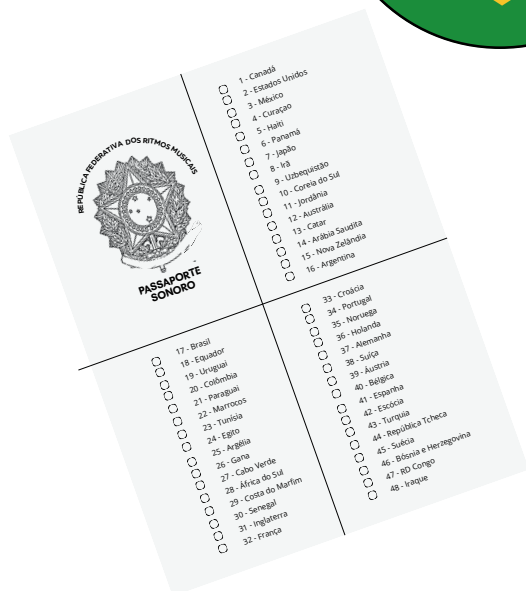 REPÚBLICA FEDERATIVA DOS RITMOS MUSICAIS
PASSAPORTE
SONORO
1 - Canadá
2 - Estados Unidos
3 - México
4 - Curaçao
5 - Haiti
6 - Panamá
7 - Japão
8 - Irã
9 - Uzbequistão
10 - Coreia do Sul
11 - Jordânia
12 - Austrália
13 - Catar
14 - Arábia Saudita
15 - Nova Zelândia
16 - Argentina
17 - Brasil
18 - Equador
19 - Uruguai
20 - Colômbia
21 - Paraguai
22 - Marrocos
23 - Tunísia
24 - Egito
25 - Argélia
26 - Gana
27 - Cabo Verde
28 - África do Sul
29 - Costa do Marfim
30 - Senegal
31 - Inglaterra
32 - França
33 - Croácia
34 - Portugal
35 - Noruega
36 - Holanda
37 - Alemanha
38 - Suíça
39 - Áustria
40 - Bélgica
41 - Espanha
42 - Escócia
43 - Turquia
44 - República Tcheca
45 - Suécia
46 - Bósnia e Herzegovina
47 - RD Congo
48 - Iraque